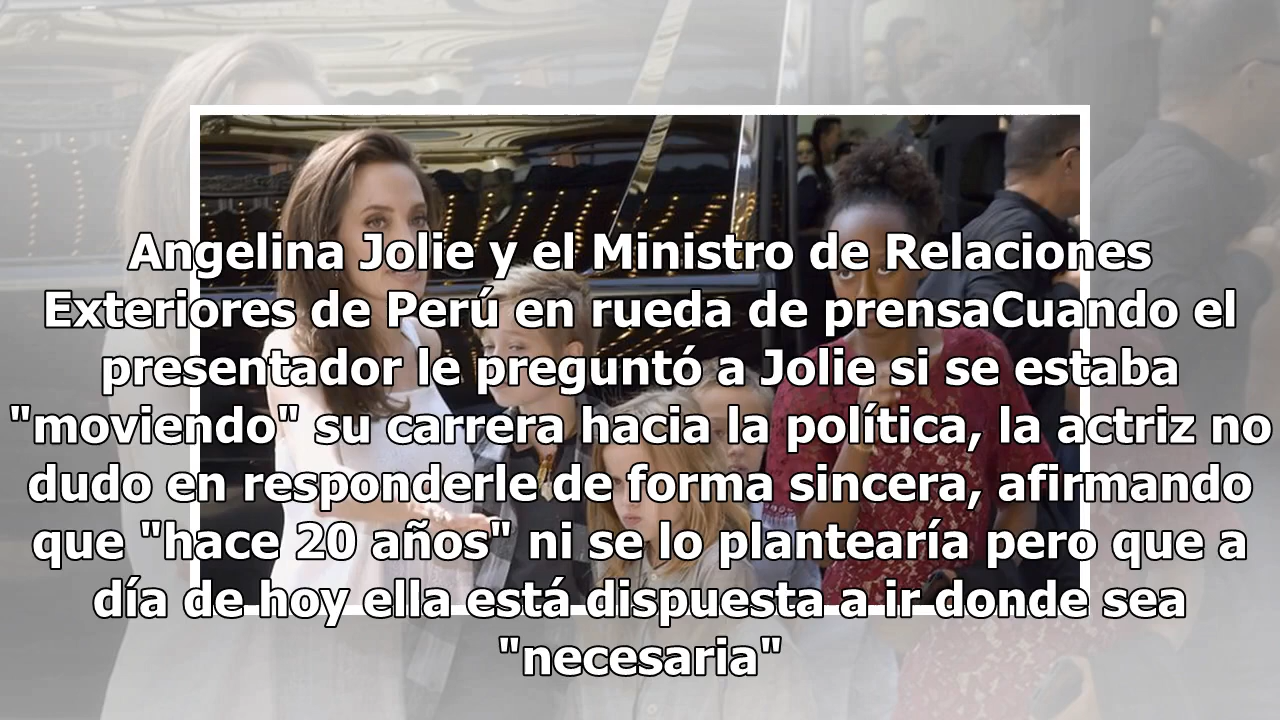 Angelina Jolie y el Ministro de Relaciones
Exteriores de Perú en rueda de prensaCuando el
presentador le preguntó a Jolie si se estaba
"moviendo" su carrera hacia la política, la actriz no
dudo en responderle de forma sincera, afirmando
que "hace 20 años" ni se lo plantearía pero que a
día de hoy ella está dispuesta a ir donde sea
"necesaria"